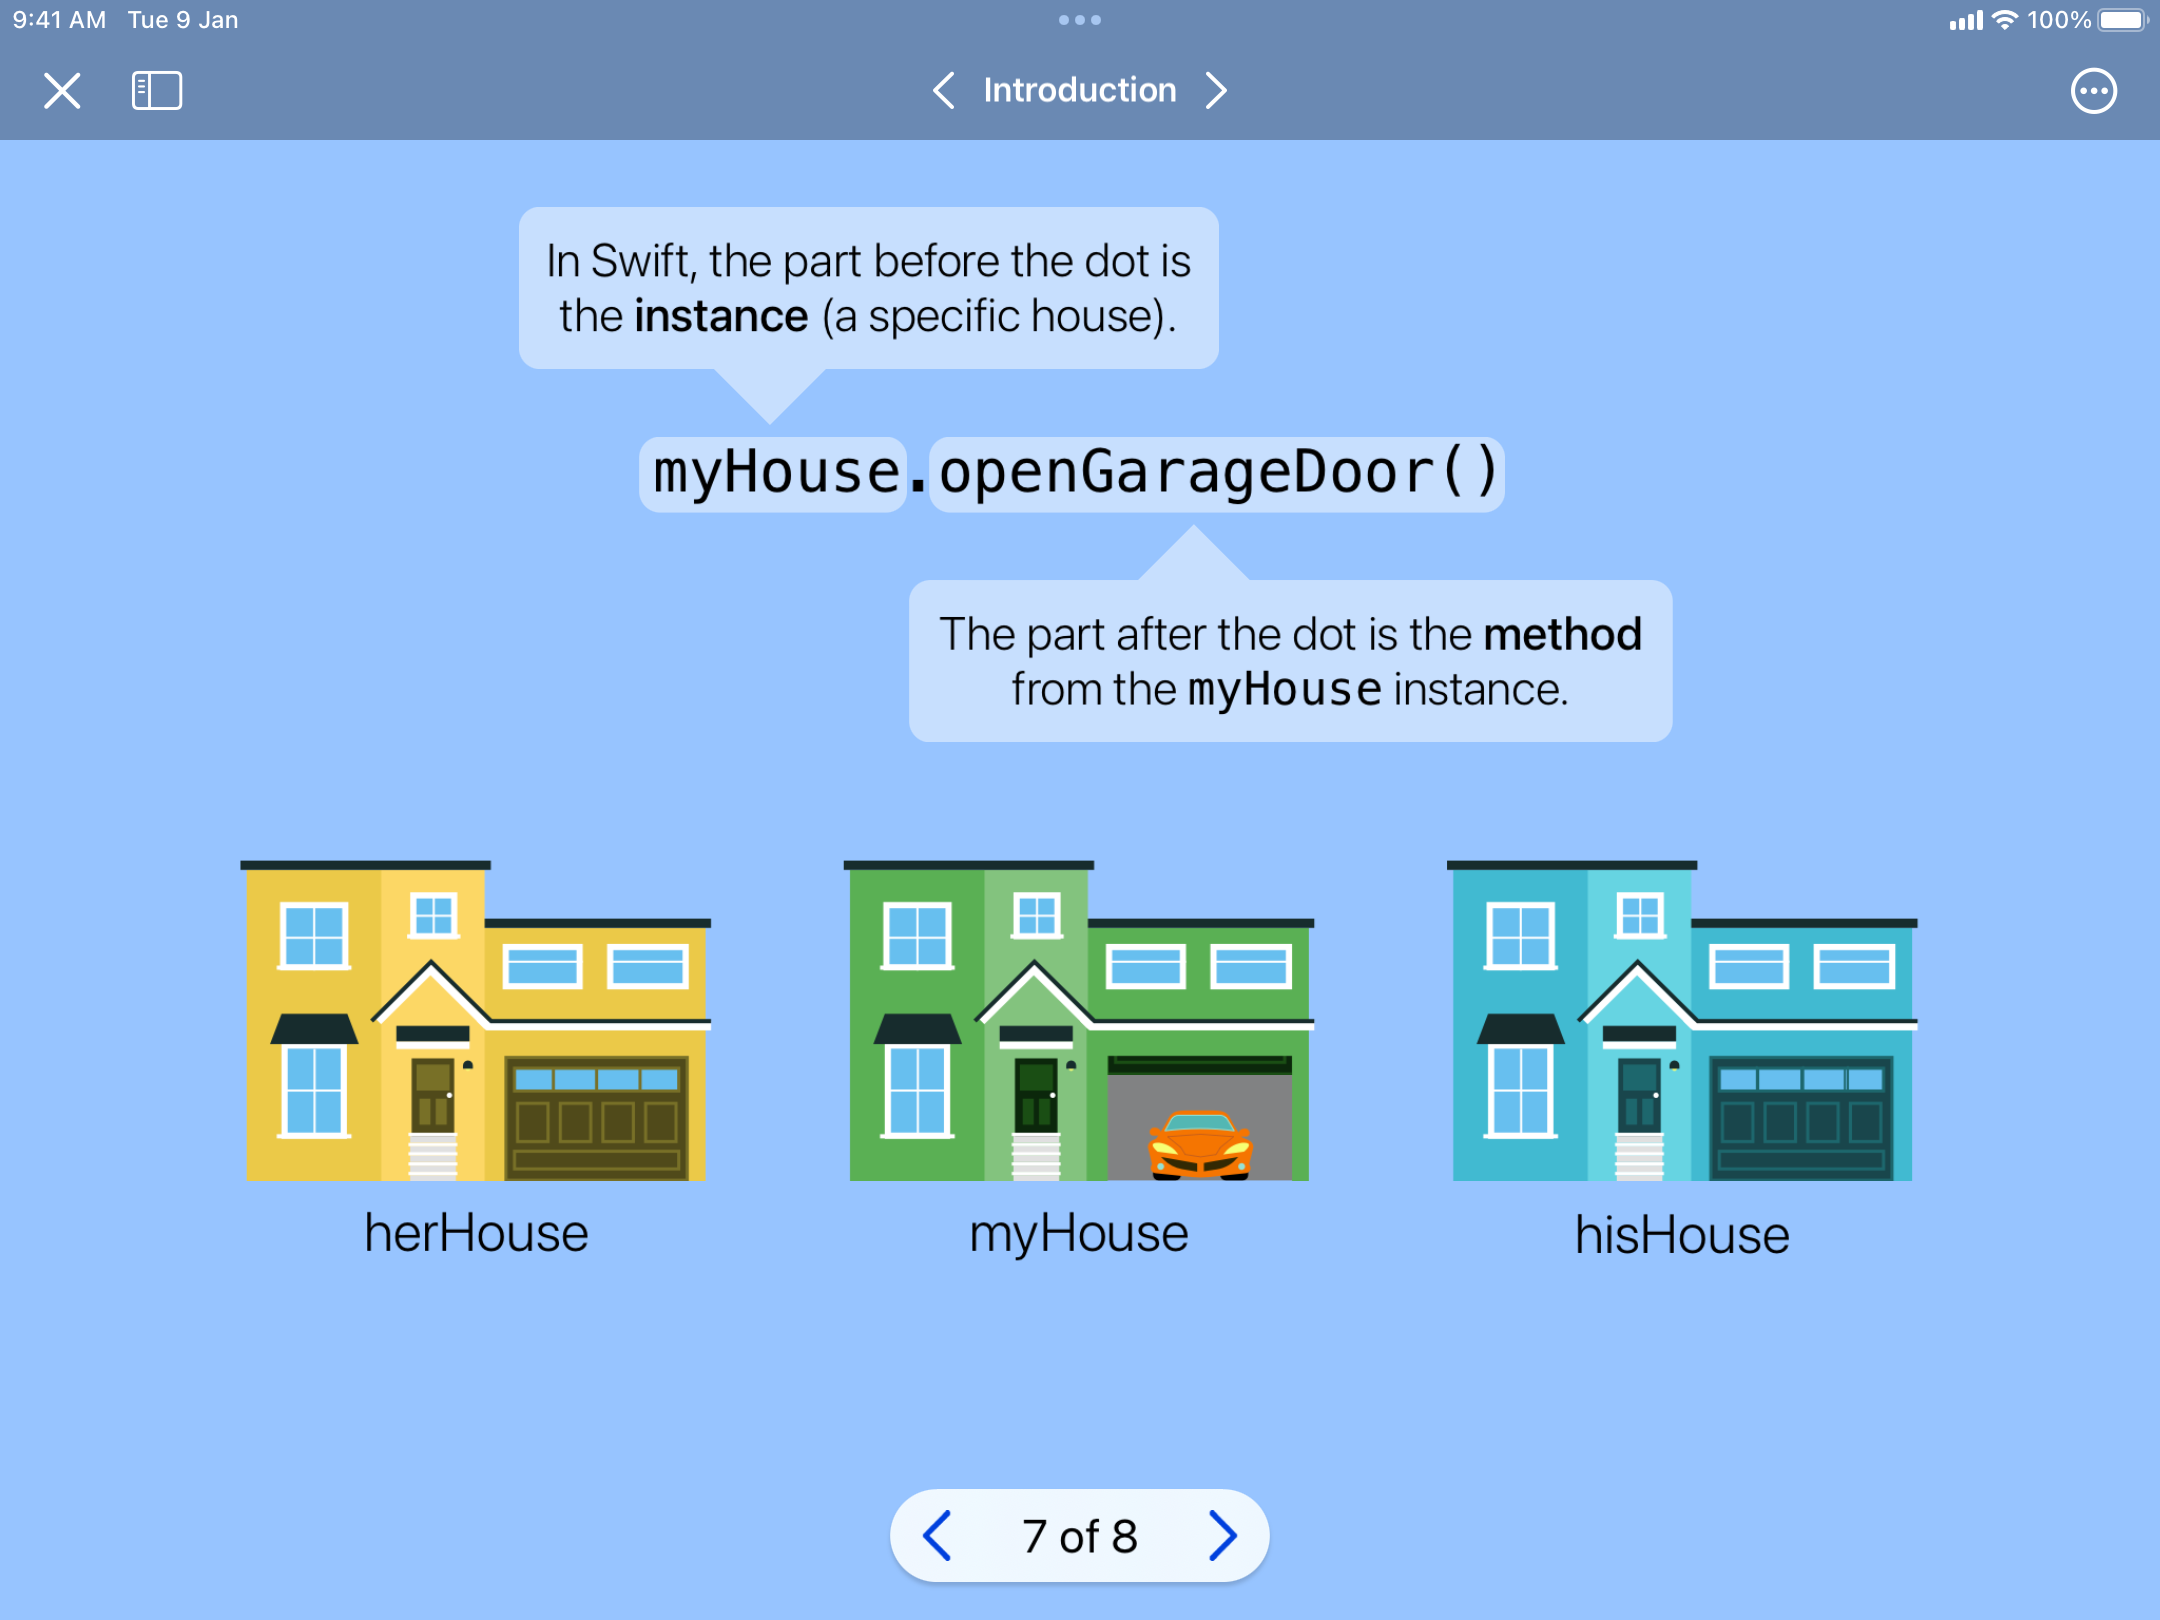 9:41 AM Tue 9 Jan
100%
Introduction
In Swift, the part before the dot is
the instance (a specific house).
myHouse.openGarageDoor()
The part after the dot is the method
from the myHouse instance.
herHouse
myHouse
hisHouse
7 of 8